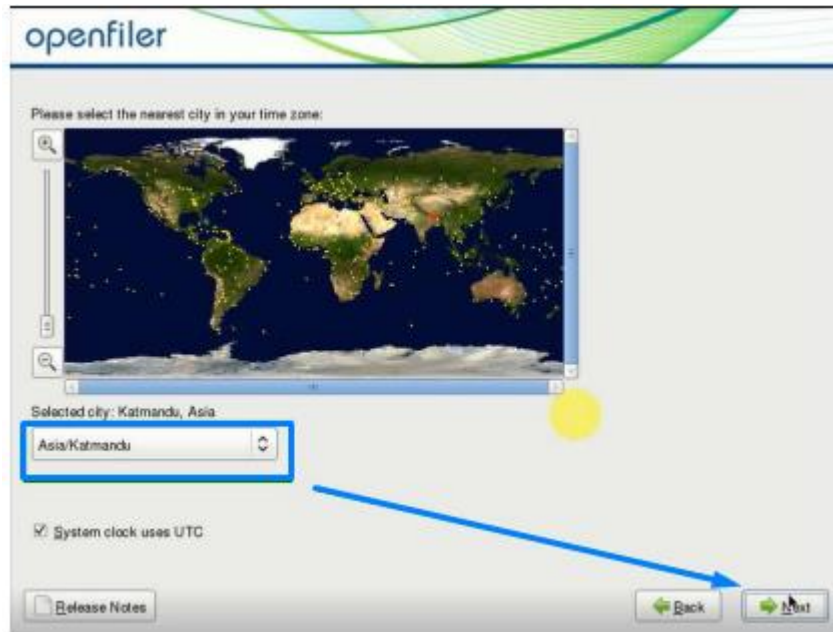 openfiler
Please select the nearest city in your time zone:
Selected city: Katmandu, Asia
Asia/Katmandu
System clock uses UTC
Release Notes
Back
Next